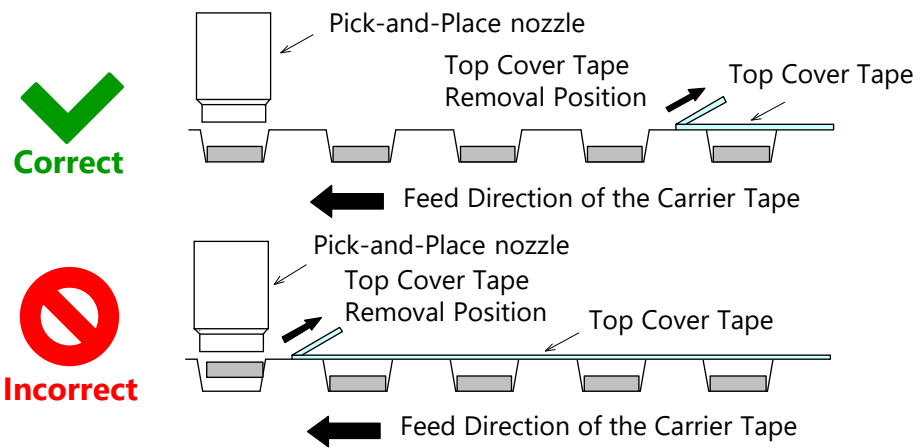 Pick-and-Place nozzle
Top Cover Tape
Removal Position
Top Cover Tape
Correct
Feed Direction of the Carrier Tape
Pick-and-Place nozzle
Top Cover Tape
Removal Position
Top Cover Tape
Incorrect
Feed Direction of the Carrier Tape